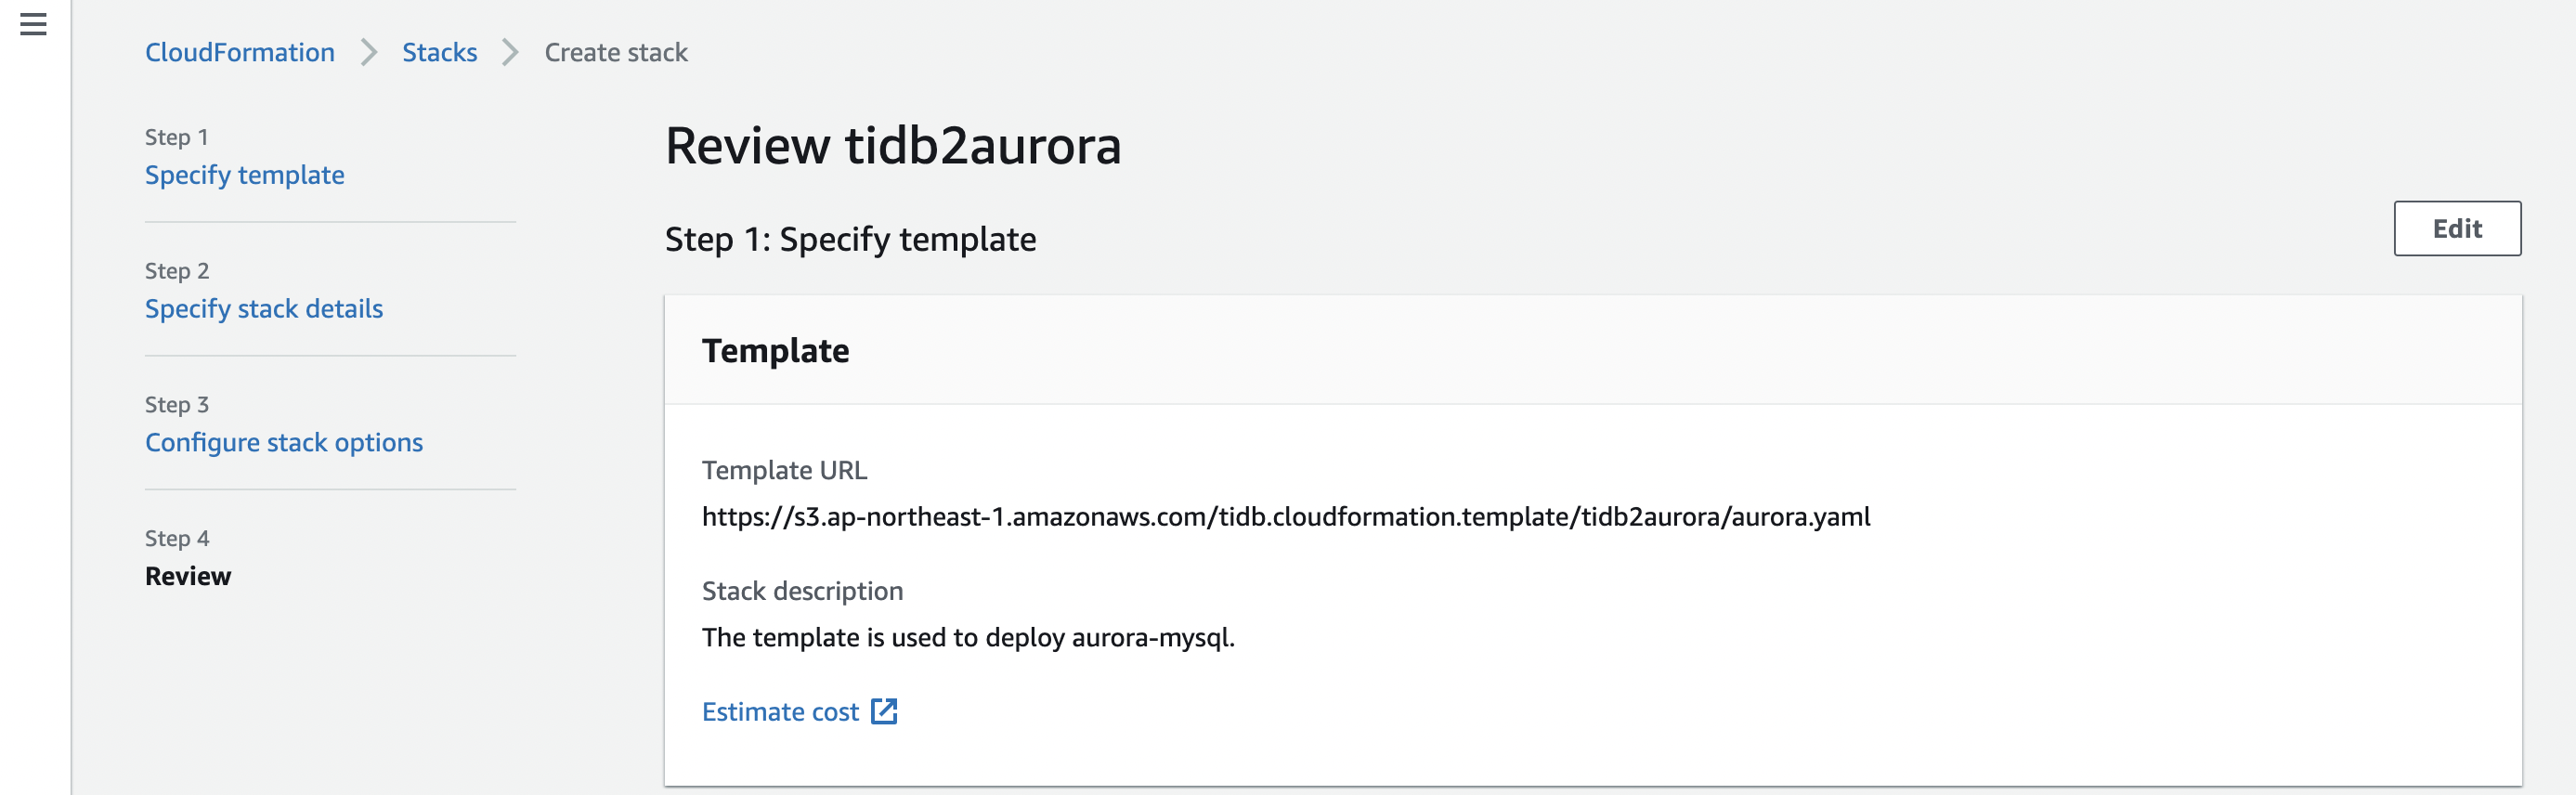 CloudFormation > Stacks > Create stack
Step 1
Specify template
Step 2
Specify stack details
Step 3
Configure stack options
Step 4
Review
Review tidb2aurora
Step 1: Specify template
Edit
Template
Template URL
https://s3.ap-northeast-1.amazonaws.com/tidb.cloudformation.template/tidb2aurora/aurora.yaml
Stack description
The template is used to deploy aurora-mysql.
Estimate cost